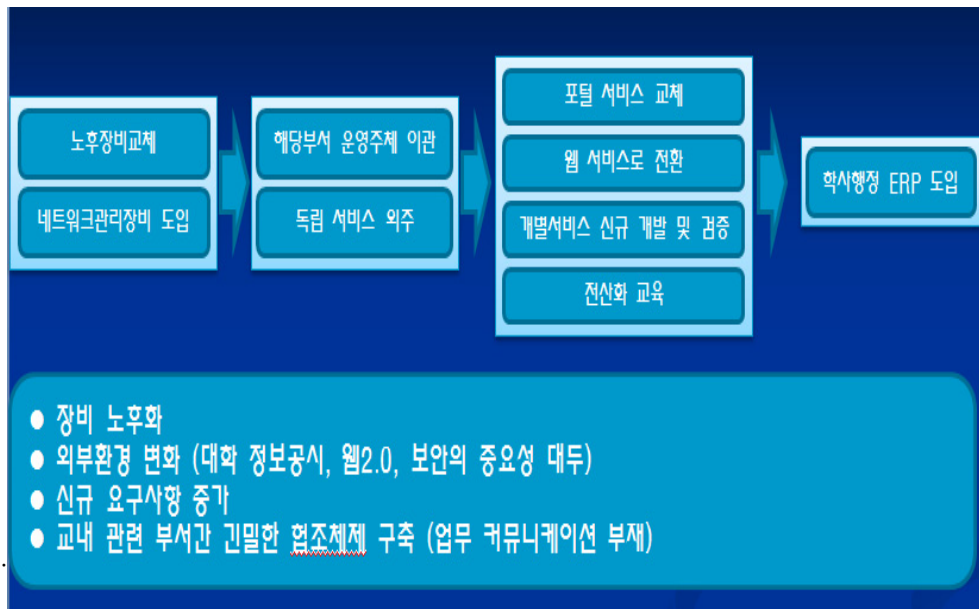 노후장비교체
네트워크관리장비 도입
해당부서 운영주체 이관
독립 서비스 외주
포털 서비스 교체
웹 서비스로 전환
개별서비스 신규 개발 및 검증
전산화 교육
학사행정 ERP 도입
● 장비 노후화
● 외부환경 변화 (대학 정보공시, 웹2.0, 보안의 중요성 대두)
● 신규 요구사항 증가
● 교내 관련 부서간 긴밀한 협조체제 구축 (업무 커뮤니케이션 부재)